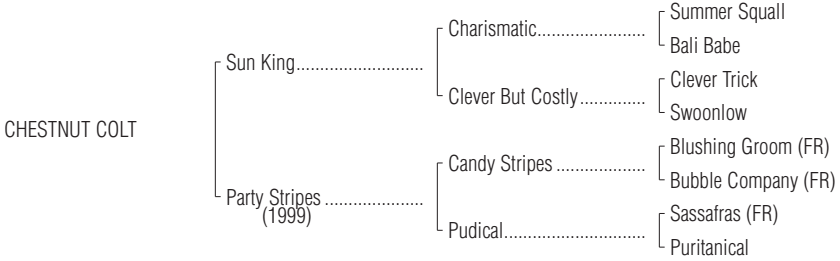 Summer Squall
Charismatic.......................
Bali Babe
Sun King..........................
Clever Trick
Clever But Costly..............
Swoonlow
CHESTNUT COLT
Blushing Groom (FR)
Candy Stripes ...................
Bubble Company (FR)
Party Stripes .....................
(1999)
Sassafras (FR)
Pudical..............................
Puritanical